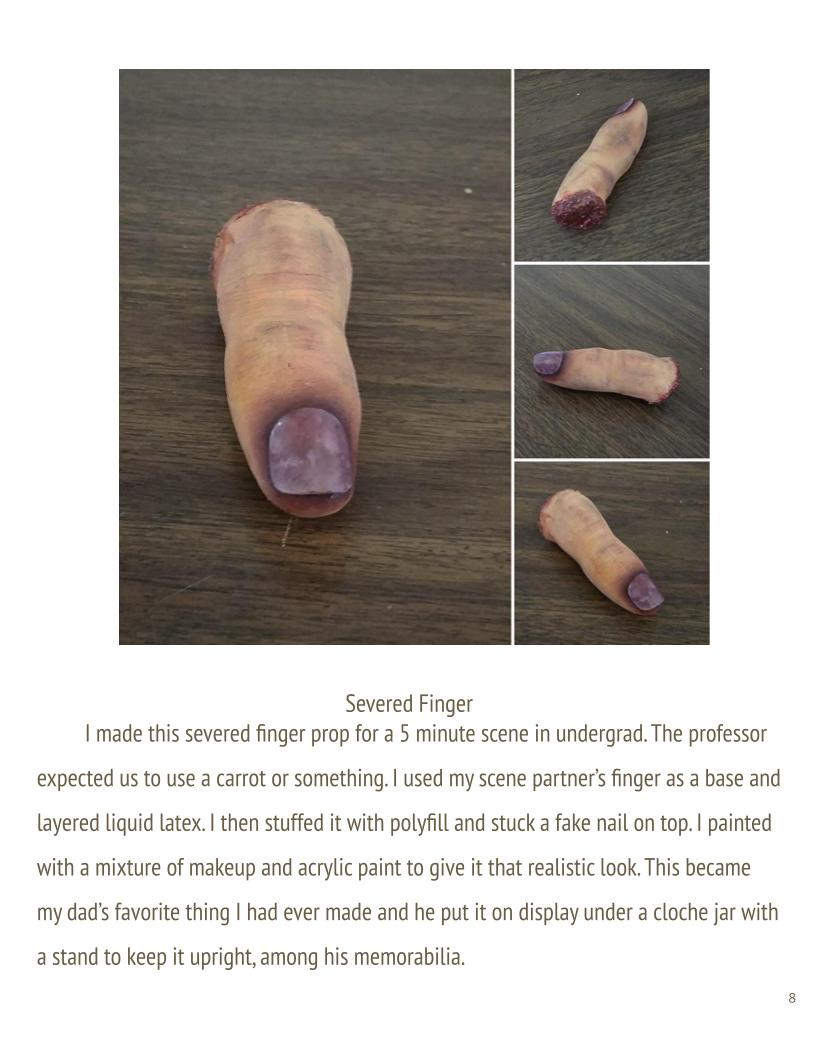 Severed Finger
I made this severed finger prop for a 5 minute scene in undergrad. The professor
expected us to use a carrot or something. I used my scene partner’s finger as a base and
layered liquid latex. I then stuffed it with polyfill and stuck a fake nail on top. I painted
with a mixture of makeup and acrylic paint to give it that realistic look. This became
my dad’s favorite thing I had ever made and he put it on display under a cloche jar with
a stand to keep it upright, among his memorabilia.
8